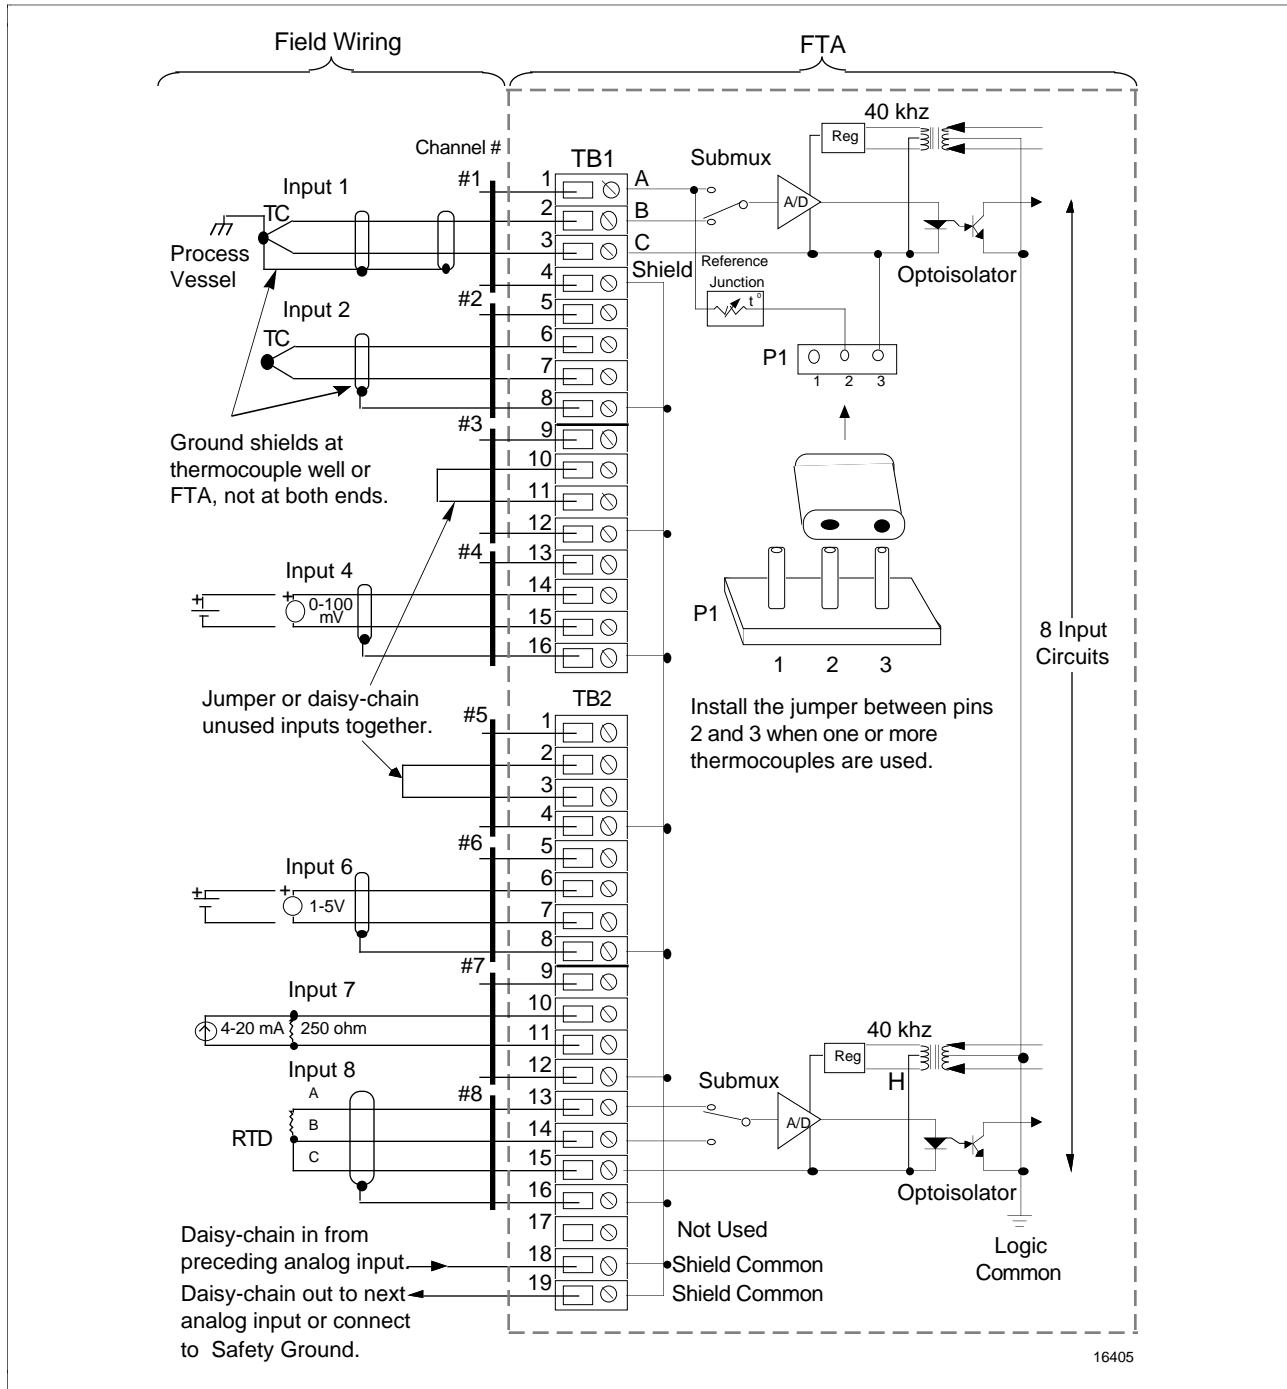 Field Wiring
FTA
40 khz
Reg
Channel #
TB1
Submux
A/D
Optoisolator
#1
1
A
2
B
3
C
4
Shield
Input 1
TC
Process
Vessel
Reference
Junction
t o
#2
5
6
7
8
Input 2
TC
P1
1 2 3
Ground shields at
thermocouple well or
FTA, not at both ends.
#3
9
10
11
12
#4
13
14
15
16
Input 4
+
+
0-100
mV
P1
1 2 3
Install the jumper between pins
2 and 3 when one or more
thermocouples are used.
8 Input
Circuits
Jumper or daisy-chain
unused inputs together.
TB2
#5
1
2
3
4
#6
5
6
7
8
Input 6
+
+
1-5V
#7
9
10
11
12
Input 7
4-20 mA
250 ohm
Input 8
A
B
C
RTD
#8
13
14
15
16
17
Not Used
18
Shield Common
19
Shield Common
40 khz
Reg
H
Submux
A/D
Optoisolator
Logic
Common
Daisy-chain in from
preceding analog input.
Daisy-chain out to next
analog input or connect
to Safety Ground.
16405